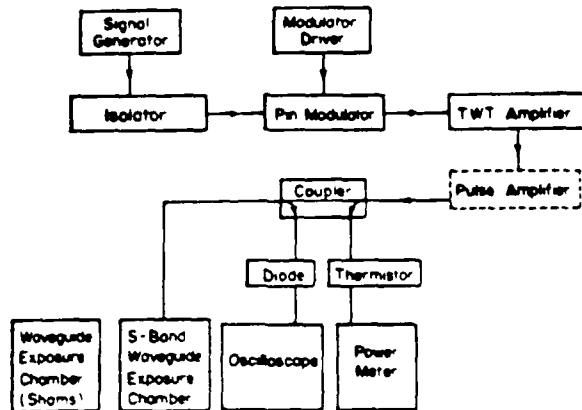 Signal
Generator
Modulator
Driver
Isolator
Pin Modulator
TWT Amplifier
Pulse Amplifier
Coupler
Diode
Thermistor
Waveguide
Exposure
Chamber
(Shams)
S-Band
Waveguide
Exposure
Chamber
Oscilloscope
Power
Meter